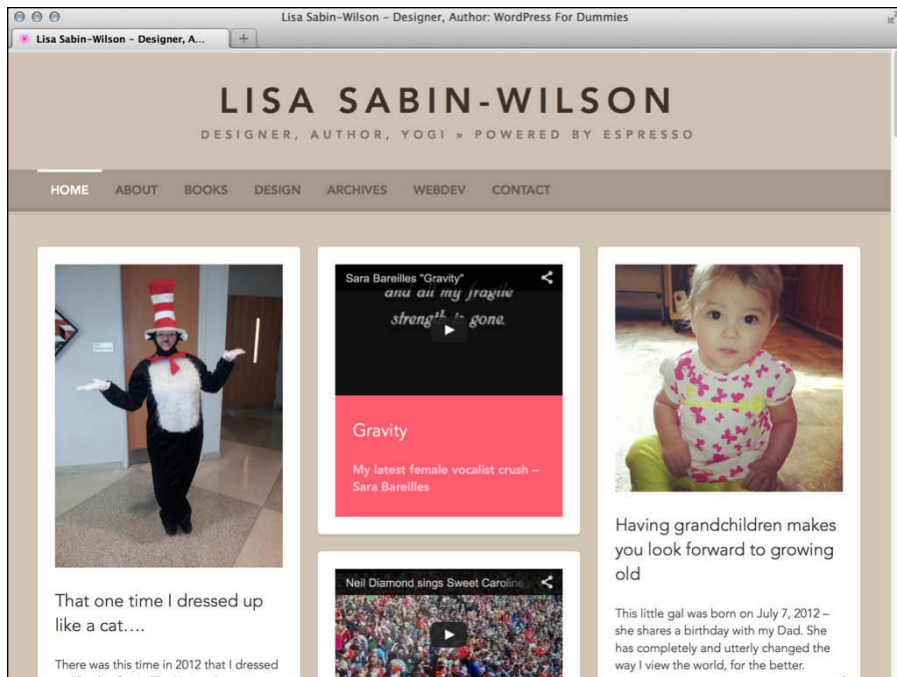 Lisa Sabin-Wilson – Designer, Author: WordPress For Dummies
Lisa Sabin-Wilson – Designer, A...
LISA SABIN-WILSON
DESIGNER, AUTHOR, YOGI » POWERED BY ESPRESSO
HOME ABOUT BOOKS DESIGN ARCHIVES WEBDEV CONTACT
That one time I dressed up
like a cat….
There was this time in 2012 that I dressed
Sara Bareilles "Gravity"
and all my fragile
strength is gone.
Gravity
My latest female vocalist crush –
Sara Bareilles
Neil Diamond sings Sweet Caroline
Having grandchildren makes
you look forward to growing
old
This little gal was born on July 7, 2012 –
she shares a birthday with my Dad. She
has completely and utterly changed the
way I view the world, for the better.